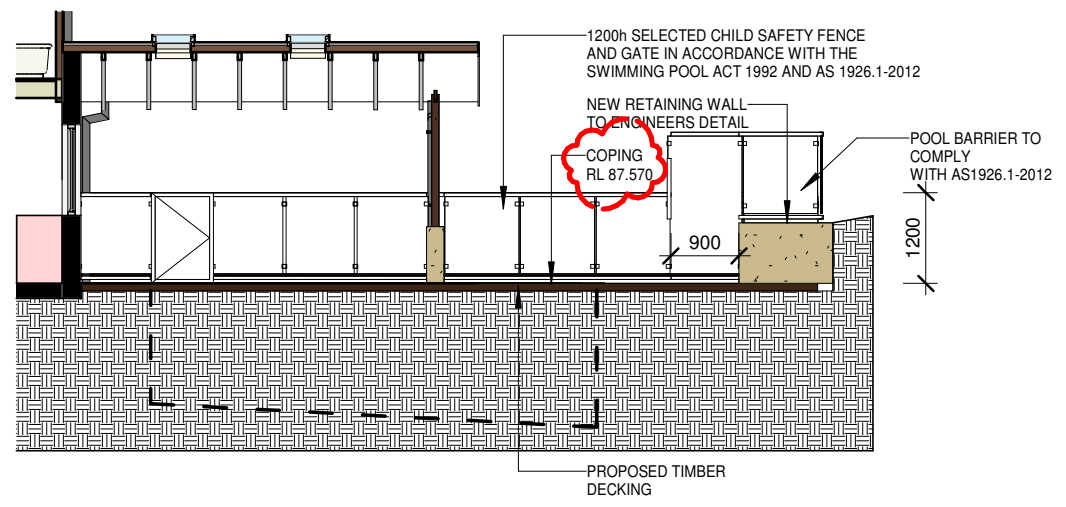 1200h SELECTED CHILD SAFETY FENCE
AND GATE IN ACCORDANCE WITH THE
SWIMMING POOL ACT 1992 AND AS 1926.1-2012
NEW RETAINING WALL
TO ENGINEERS DETAIL
COPING
RL 87.570
POOL BARRIER TO
COMPLY
WITH AS1926.1-2012
900
1200
PROPOSED TIMBER
DECKING